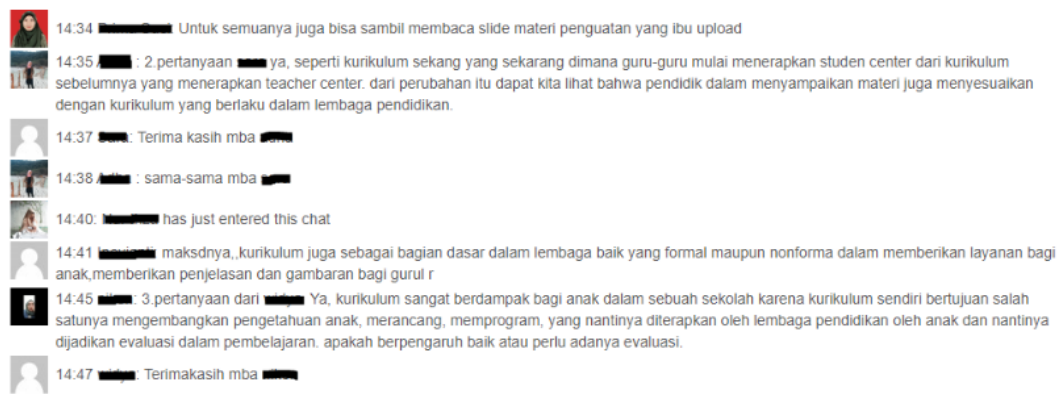 14:34 Untuk semuanya juga bisa sambil membaca slide materi penguatan yang ibu upload
14:35 : 2.pertanyaan ya, seperti kurikulum sekang yang sekarang dimana guru-guru mulai menerapkan studen center dari kurikulum
sebelumnya yang menerapkan teacher center. dari perubahan itu dapat kita lihat bahwa pendidik dalam menyampaikan materi juga menyesuaikan
dengan kurikulum yang berlaku dalam lembaga pendidikan.
14:37 : Terima kasih mba
14:38 : sama-sama mba
14:40: has just entered this chat
14:41 maksdnya,,kurikulum juga sebagai bagian dasar dalam lembaga baik yang formal maupun nonforma dalam memberikan layanan bagi
anak,memberikan penjelasan dan gambaran bagi gurul r
14:45 : 3.pertanyaan dari Ya, kurikulum sangat berdampak bagi anak dalam sebuah sekolah karena kurikulum sendiri bertujuan salah
satunya mengembangkan pengetahuan anak, merancang, memprogram, yang nantinya diterapkan oleh lembaga pendidikan oleh anak dan nantinya
dijadikan evaluasi dalam pembelajaran. apakah berpengaruh baik atau perlu adanya evaluasi.
14:47 : Terimakasih mba